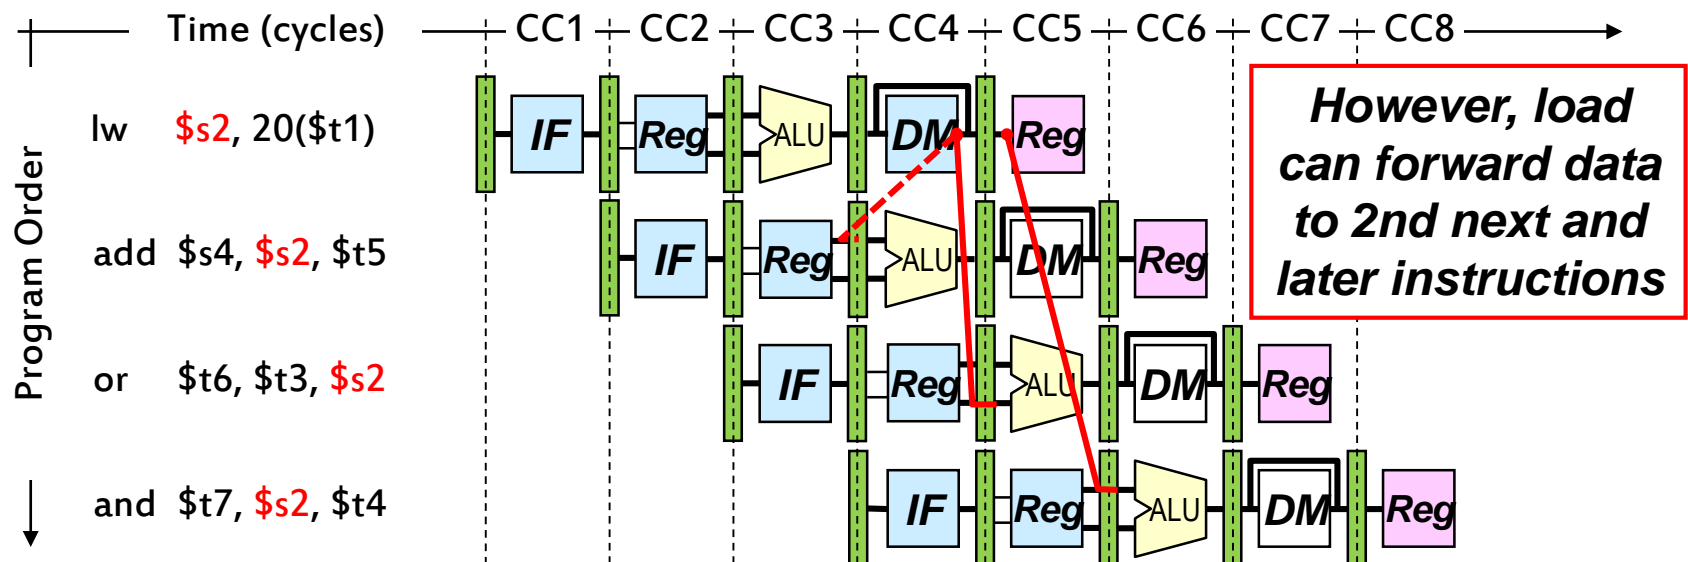 Time (cycles) CC1 CC2 CC3 CC4 CC5 CC6 CC7 CC8
Program Order
lw $s2, 20($t1) IF Reg ALU DM Reg
add $s4, $s2, $t5 IF Reg ALU DM Reg
or $t6, $t3, $s2 IF Reg ALU DM Reg
and $t7, $s2, $t4 IF Reg ALU DM Reg
However, load
can forward data
to 2nd next and
later instructions